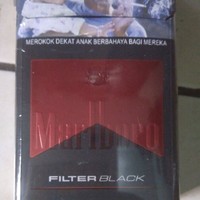 MEROKOK DEKAT ANAK BERBAHAYA BAGI MEREKA
Marlboro
FILTER BLACK